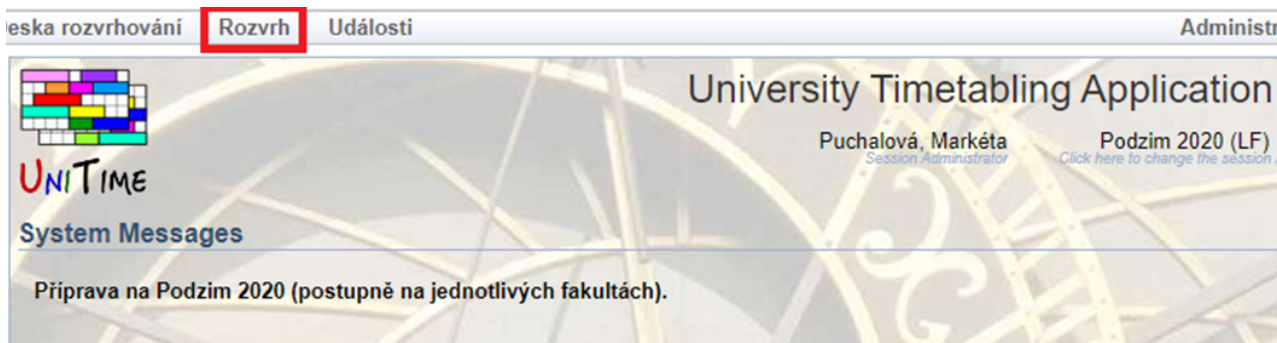 eska rozvrhování Rozvrh Události Administr
University Timetabling Application
Puchalová, Markéta Podzim 2020 (LF)
Session Administrator Click here to change the session
UNITIME
System Messages
Příprava na Podzim 2020 (postupně na jednotlivých fakultách).